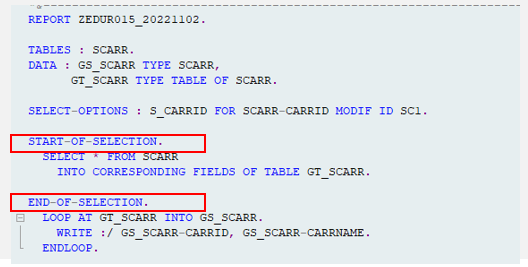 REPORT ZEDUR015_20221102.
TABLES : SCARR.
DATA : GS_SCARR TYPE SCARR,
GT_SCARR TYPE TABLE OF SCARR.
SELECT-OPTIONS : S_CARRID FOR SCARR-CARRID MODIF ID SC1.
START-OF-SELECTION.
SELECT * FROM SCARR
INTO CORRESPONDING FIELDS OF TABLE GT_SCARR.
END-OF-SELECTION.
LOOP AT GT_SCARR INTO GS_SCARR.
WRITE :/ GS_SCARR-CARRID, GS_SCARR-CARRNAME.
ENDLOOP.